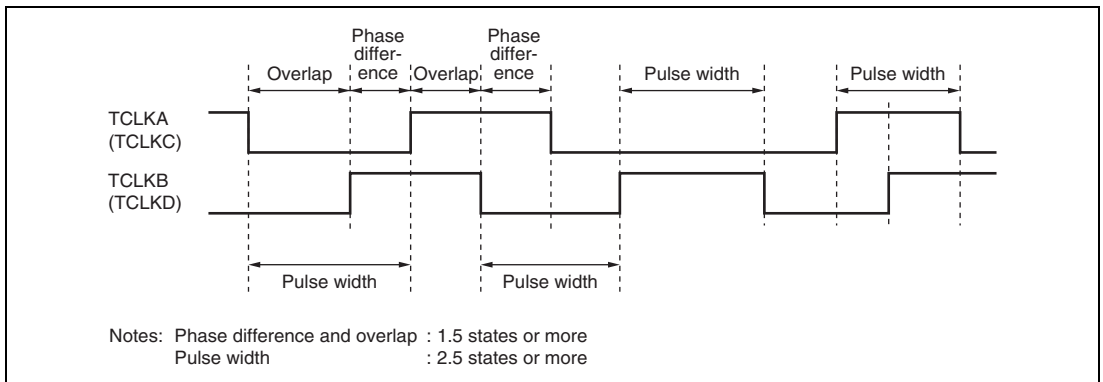 Phase
differ-
ence
Phase
differ-
ence
Overlap
Overlap
Pulse width
Pulse width
TCLKA
(TCLKC)
TCLKB
(TCLKD)
Pulse width
Pulse width
Notes: Phase difference and overlap : 1.5 states or more
Pulse width : 2.5 states or more